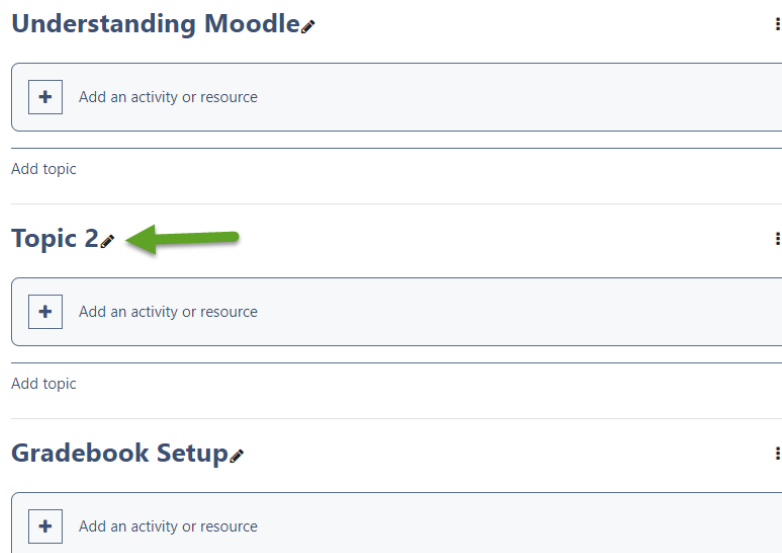 Understanding Moodle
Add an activity or resource
Add topic
Topic 2
Add an activity or resource
Add topic
Gradebook Setup
Add an activity or resource